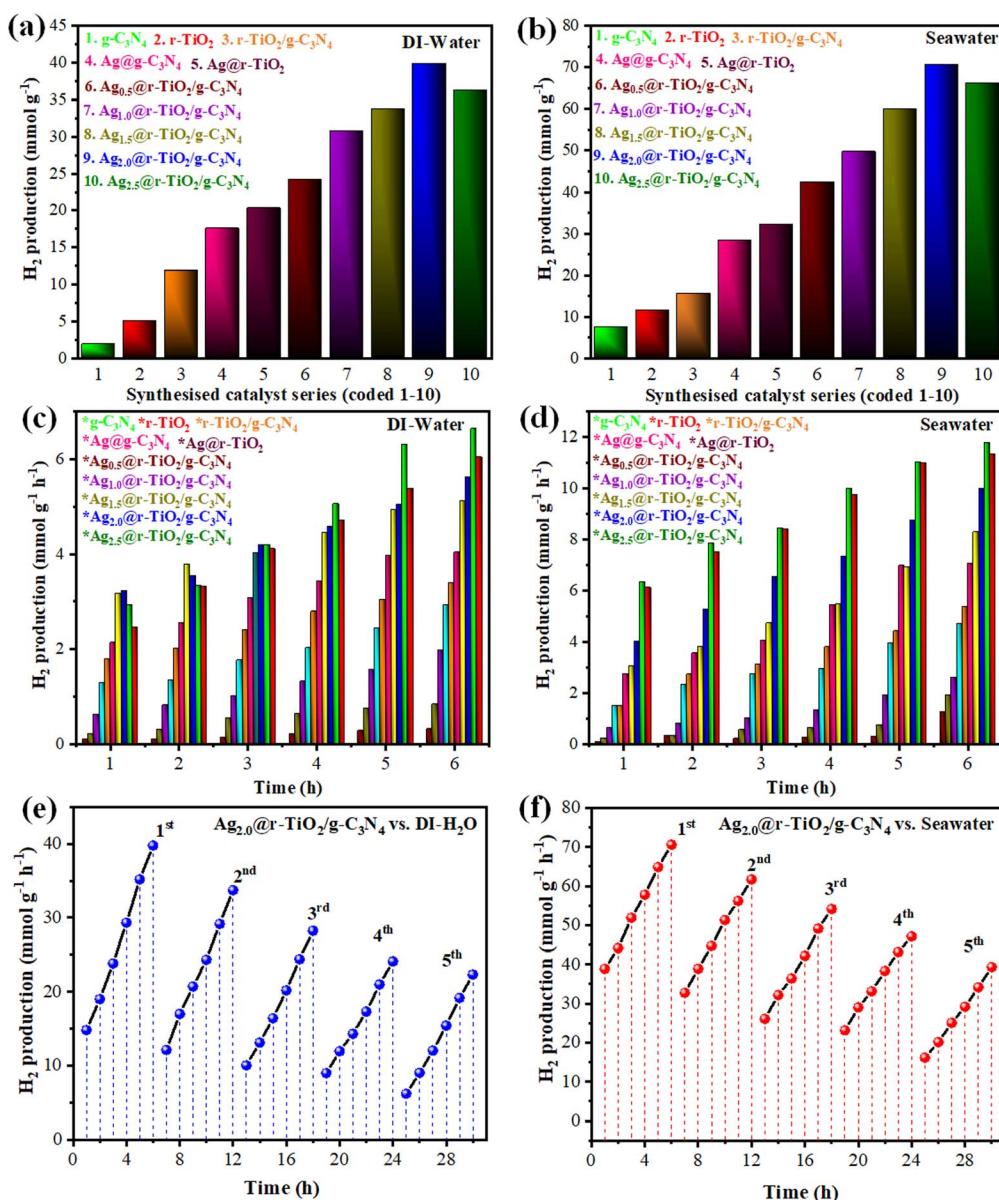 (a)
H2 production (mmol g-1)
45
40
35
30
25
20
15
10
5
0
1. g-C3N4 2. r-TiO2 3. r-TiO2/g-C3N4
DI-Water
4. Ag@g-C3N4 5. Ag@r-TiO2
6. Ag0.5@r-TiO2/g-C3N4
7. Ag1.0@r-TiO2/g-C3N4
8. Ag1.5@r-TiO2/g-C3N4
9. Ag2.0@r-TiO2/g-C3N4
10. Ag2.5@r-TiO2/g-C3N4
1 2 3 4 5 6 7 8 9 10
Synthesised catalyst series (coded 1-10)
(b)
H2 production (mmol g-1)
80
70
60
50
40
30
20
10
0
1. g-C3N4 2. r-TiO2 3. r-TiO2/g-C3N4
Seawater
4. Ag@g-C3N4 5. Ag@r-TiO2
6. Ag0.5@r-TiO2/g-C3N4
7. Ag1.0@r-TiO2/g-C3N4
8. Ag1.5@r-TiO2/g-C3N4
9. Ag2.0@r-TiO2/g-C3N4
10. Ag2.5@r-TiO2/g-C3N4
1 2 3 4 5 6 7 8 9 10
Synthesised catalyst series (coded 1-10)
(c)
H2 production (mmol g-1 h-1)
6
4
2
0
*g-C3N4 *r-TiO2 *r-TiO2/g-C3N4
DI-Water
*Ag@g-C3N4 *Ag@r-TiO2
*Ag0.5@r-TiO2/g-C3N4
*Ag1.0@r-TiO2/g-C3N4
*Ag1.5@r-TiO2/g-C3N4
*Ag2.0@r-TiO2/g-C3N4
*Ag2.5@r-TiO2/g-C3N4
1 2 3 4 5 6
Time (h)
(d)
H2 production (mmol g-1 h-1)
12
10
8
6
4
2
0
*g-C3N4 *r-TiO2 *r-TiO2/g-C3N4
Seawater
*Ag@g-C3N4 *Ag@r-TiO2
*Ag0.5@r-TiO2/g-C3N4
*Ag1.0@r-TiO2/g-C3N4
*Ag1.5@r-TiO2/g-C3N4
*Ag2.0@r-TiO2/g-C3N4
*Ag2.5@r-TiO2/g-C3N4
1 2 3 4 5 6
Time (h)
(e)
H2 production (mmol g-1 h-1)
40
30
20
10
0
Ag2.0@r-TiO2/g-C3N4 vs. DI-H2O
1st
2nd
3rd
4th
5th
0 4 8 12 16 20 24 28
Time (h)
(f)
H2 production (mmol g-1 h-1)
80
70
60
50
40
30
20
10
0
Ag2.0@r-TiO2/g-C3N4 vs. Seawater
1st
2nd
3rd
4th
5th
0 4 8 12 16 20 24 28
Time (h)